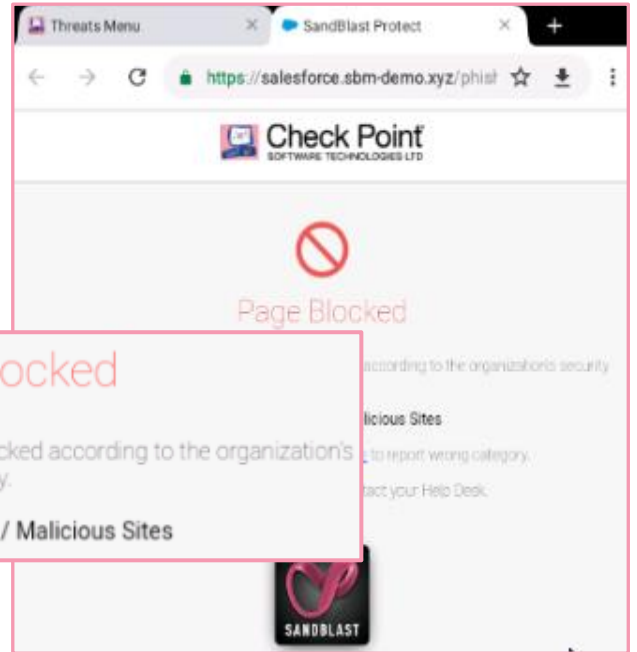 Threats Menu
SandBlast Protect
https://salesforce.sbm-demo.xyz/phish
Check Point
SOFTWARE TECHNOLOGIES LTD
Page Blocked
according to the organization's security
licious Sites
to report wrong category.
tact your Help Desk.
ocked
cked according to the organization's
y.
/ Malicious Sites
SANDBLAST